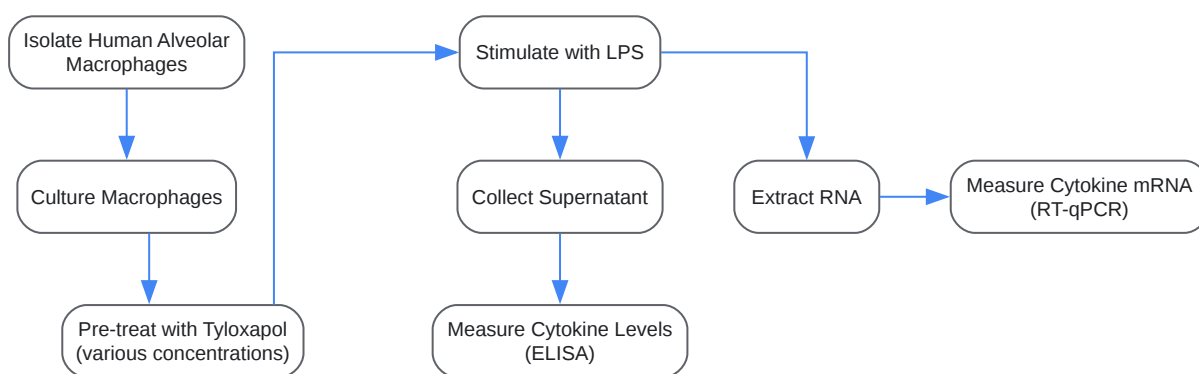 Isolate Human Alveolar
Macrophages
Culture Macrophages
Pre-treat with Tyloxapol
(various concentrations)
Stimulate with LPS
Collect Supernatant
Measure Cytokine Levels
(ELISA)
Extract RNA
Measure Cytokine mRNA
(RT-qPCR)